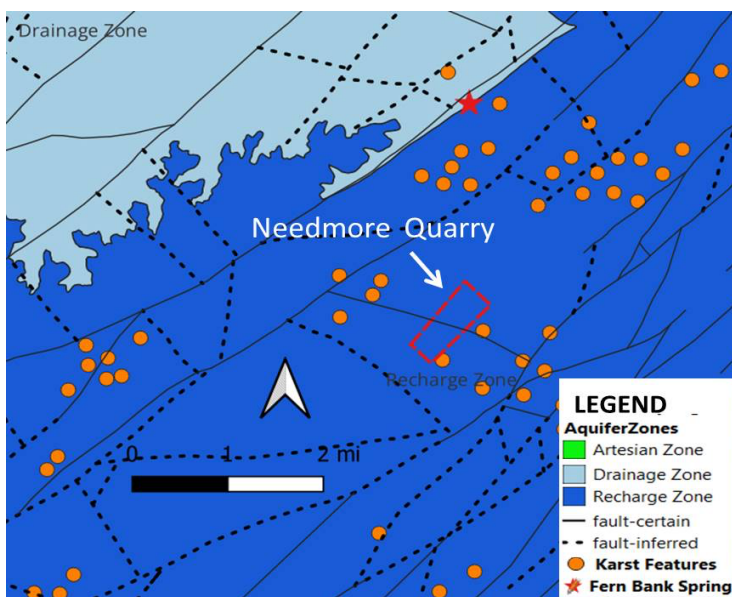 Drainage Zone
Needmore Quarry
Recharge Zone
0 1 2 mi
LEGEND
AquiferZones
Artesian Zone
Drainage Zone
Recharge Zone
fault-certain
fault-inferred
Karst Features
Fern Bank Spring